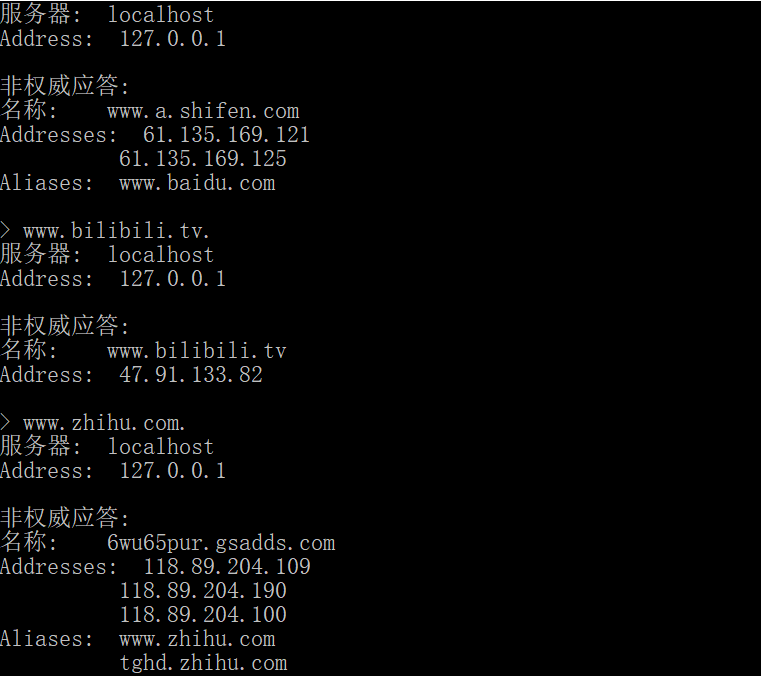 服务器:  localhost
Address:  127.0.0.1
非权威应答:
名称:    www.a.shifen.com
Addresses:  61.135.169.121
61.135.169.125
Aliases:  www.baidu.com
> www.bilibili.tv.
服务器:  localhost
Address:  127.0.0.1
非权威应答:
名称:    www.bilibili.tv
Address:  47.91.133.82
> www.zhihu.com.
服务器:  localhost
Address:  127.0.0.1
非权威应答:
名称:    6wu65pur.gsadds.com
Addresses:  118.89.204.109
118.89.204.190
118.89.204.100
Aliases:  www.zhihu.com
tghd.zhihu.com